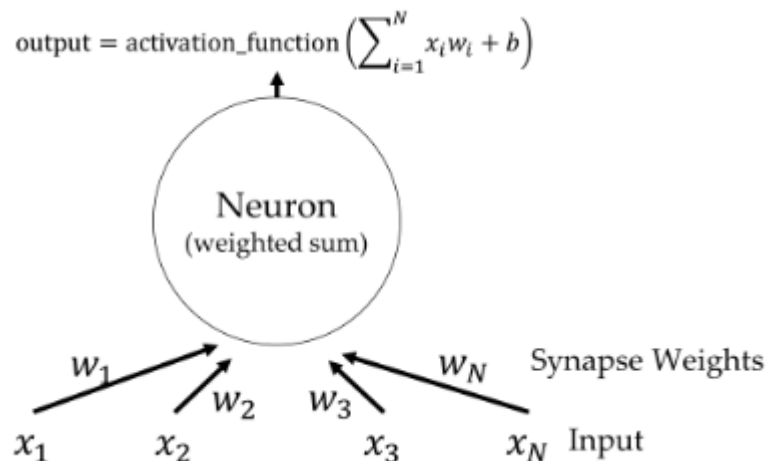 output = activation_function(∑_{i=1}^{N} x_i w_i + b)
Neuron
(weighted sum)
w_1 w_2 w_3 w_N Synapse Weights
x_1 x_2 x_3 x_N Input